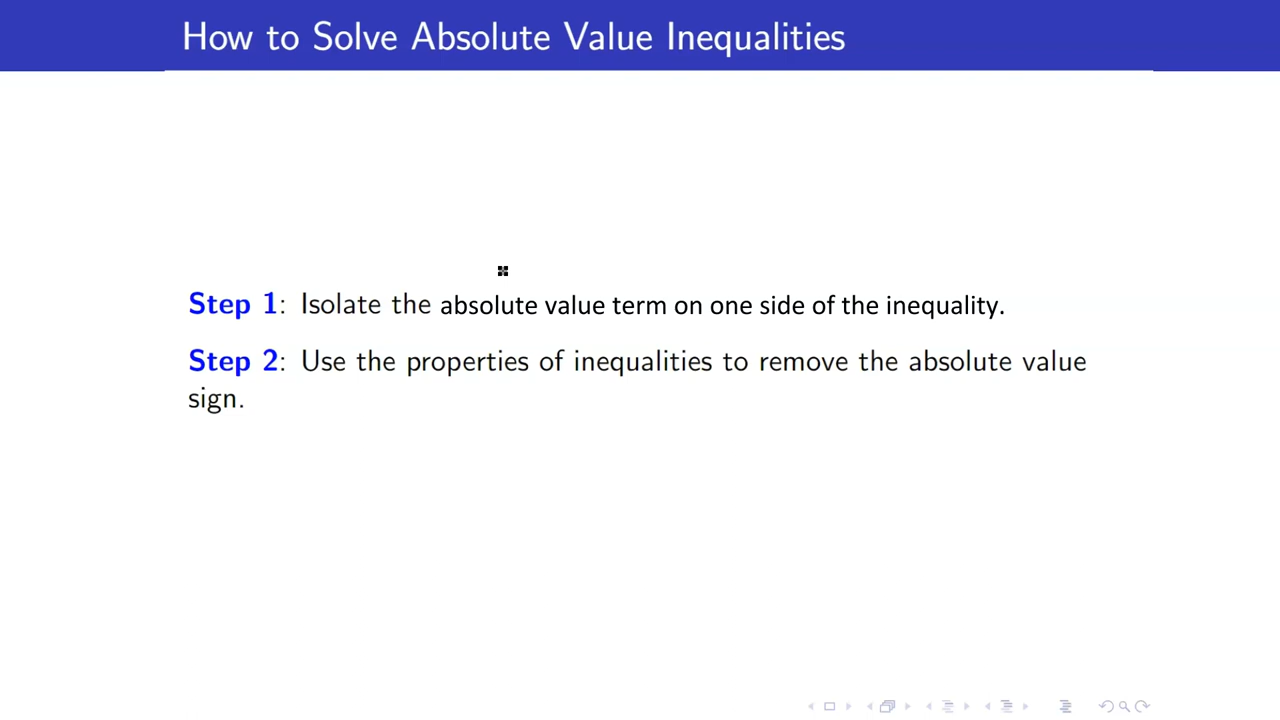 How to Solve Absolute Value Inequalities
Step 1: Isolate the absolute value term on one side of the inequality.
Step 2: Use the properties of inequalities to remove the absolute value
sign.